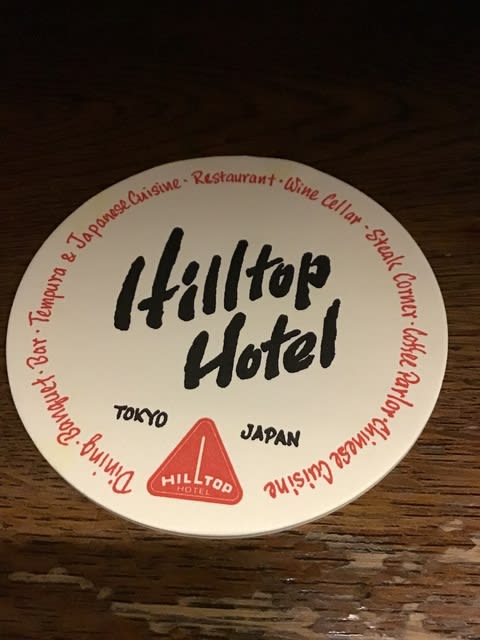 Dining · Banquet · Bar · Tempura & Japanese Cuisine · Restaurant · Wine Cellar · Steak Corner · Coffee Parlor · Chinese Cuisine
Hilltop
Hotel
TOKYO JAPAN
HILLTOP
HOTEL